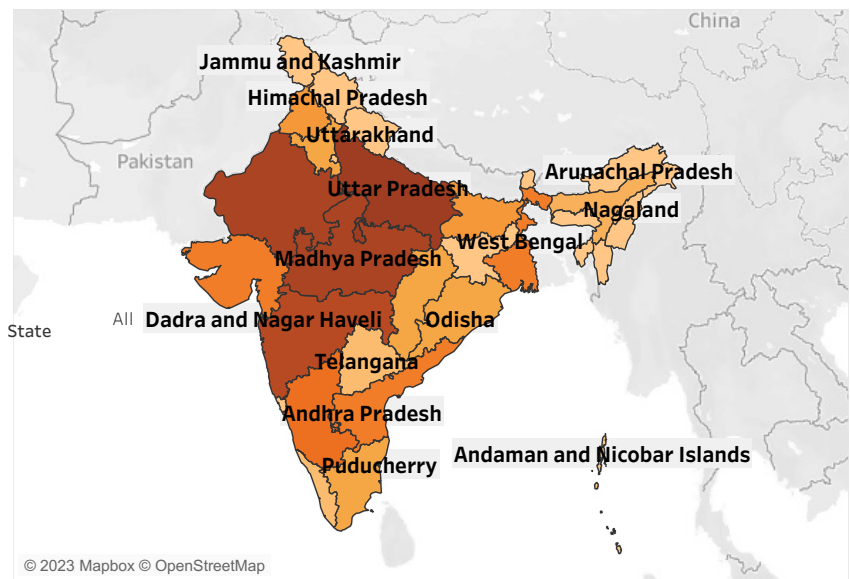 China
Jammu and Kashmir
Himachal Pradesh
Uttarakhand
Pakistan
Arunachal Pradesh
Uttar Pradesh
Nagaland
West Bengal
Madhya Pradesh
State
All
Dadra and Nagar Haveli
Odisha
Telangana
Andhra Pradesh
Andaman and Nicobar Islands
Puducherry
© 2023 Mapbox © OpenStreetMap